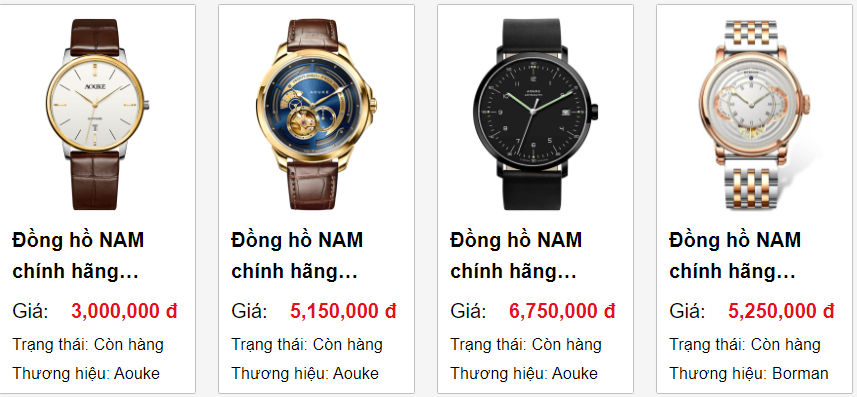 AOUKE
AOUKE
Đồng hồ NAM
chính hãng...
Giá: 3,000,000 đ
Trạng thái: Còn hàng
Thương hiệu: Aouke
Đồng hồ NAM
chính hãng...
Giá: 5,150,000 đ
Trạng thái: Còn hàng
Thương hiệu: Aouke
Đồng hồ NAM
chính hãng...
Giá: 6,750,000 đ
Trạng thái: Còn hàng
Thương hiệu: Aouke
Đồng hồ NAM
chính hãng...
Giá: 5,250,000 đ
Trạng thái: Còn hàng
Thương hiệu: Borman